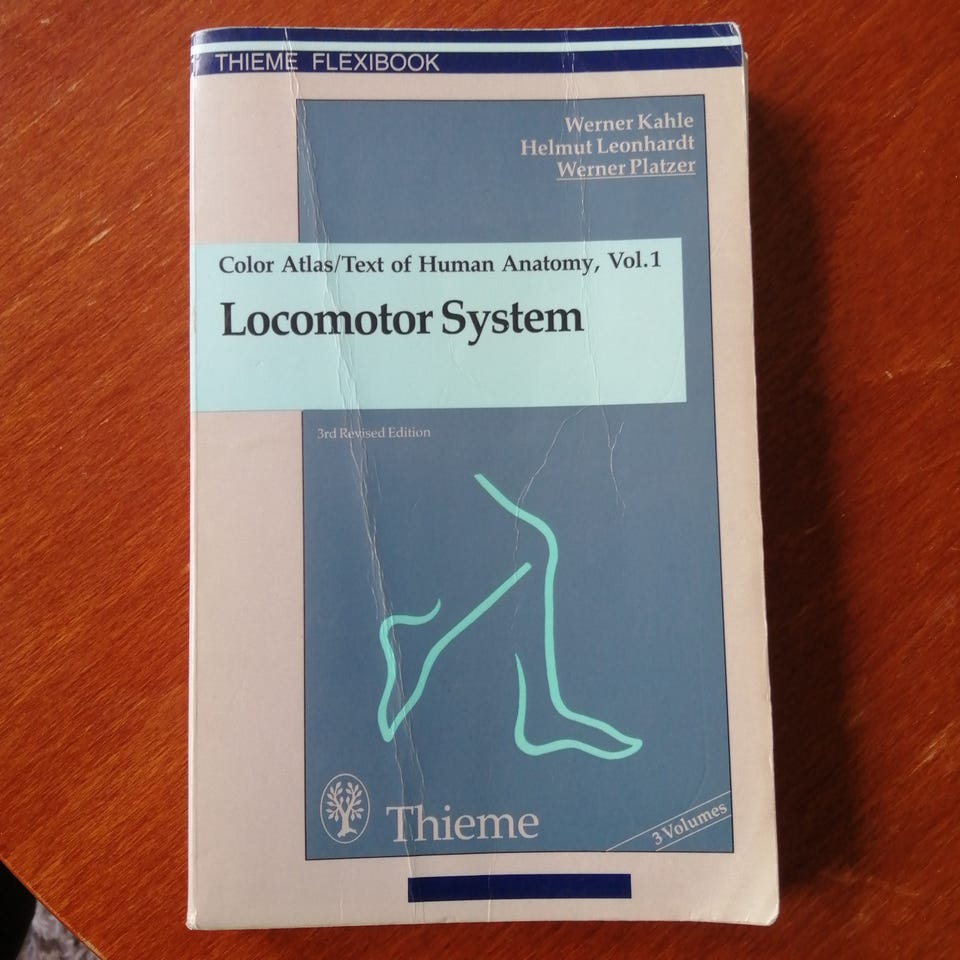 THIEME FLEXIBOOK
Werner Kahle
Helmut Leonhardt
Werner Platzer
Color Atlas/Text of Human Anatomy, Vol.1
Locomotor System
3rd Revised Edition
Thieme
3 Volumes